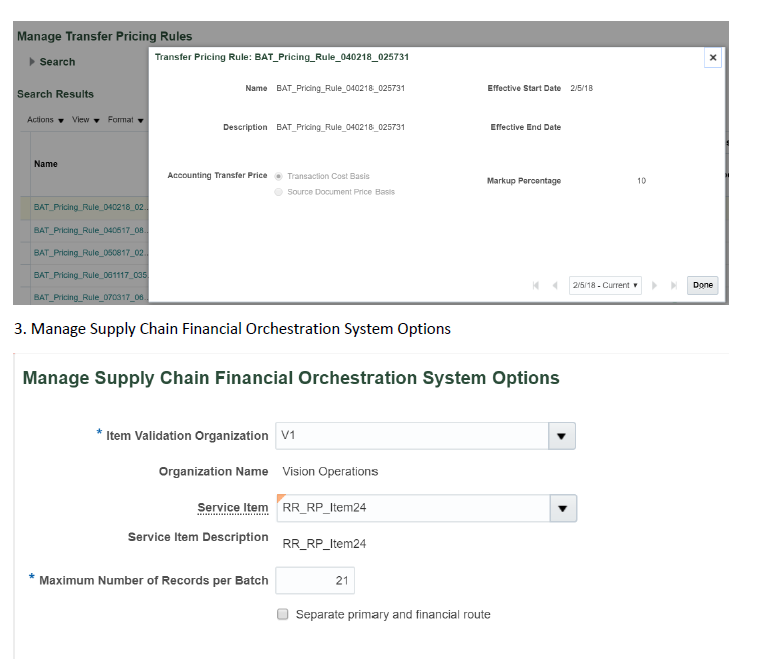 Manage Transfer Pricing Rules
Search
Transfer Pricing Rule: BAT_Pricing_Rule_040218_025731
×
Search Results
Name BAT_Pricing_Rule_040218_025731 Effective Start Date 2/5/18
Actions View Format
Description BAT_Pricing_Rule_040218_025731 Effective End Date
Name
Accounting Transfer Price Transaction Cost Basis
Markup Percentage 10
Source Document Price Basis
BAT_Pricing_Rule_040218_02...
BAT_Pricing_Rule_040517_08...
BAT_Pricing_Rule_050817_02...
BAT_Pricing_Rule_061117_035
BAT_Pricing_Rule_070317_06...
2/5/18 - Current Done
3. Manage Supply Chain Financial Orchestration System Options
Manage Supply Chain Financial Orchestration System Options
* Item Validation Organization V1
Organization Name Vision Operations
Service Item RR_RP_Item24
Service Item Description RR_RP_Item24
* Maximum Number of Records per Batch 21
Separate primary and financial route